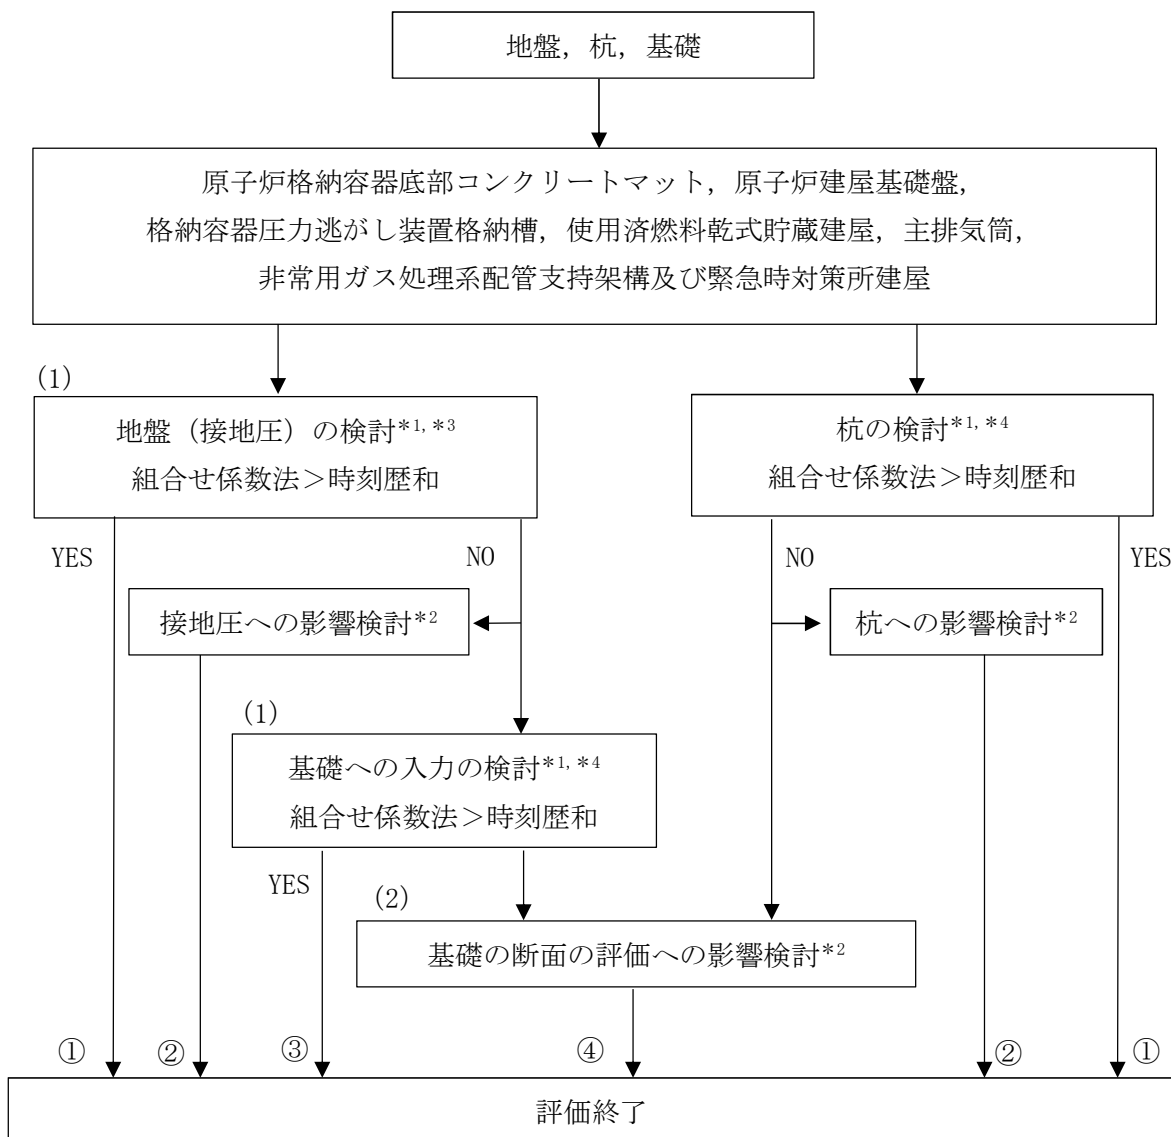 地盤，杭，基礎
原子炉格納容器底部コンクリートマット，原子炉建屋基礎盤，
格納容器圧力逃がし装置格納槽，使用済燃料乾式貯蔵建屋，主排気筒，
非常用ガス処理系配管支持架構及び緊急時対策所建屋
(1)
地盤（接地圧）の検討*1,*3
組合せ係数法＞時刻歴和
杭の検討*1,*4
組合せ係数法＞時刻歴和
YES
NO
NO
YES
接地圧への影響検討*2
杭への影響検討*2
(1)
基礎への入力の検討*1,*4
組合せ係数法＞時刻歴和
YES
(2)
基礎の断面の評価への影響検討*2
①
②
③
④
②
①
評価終了